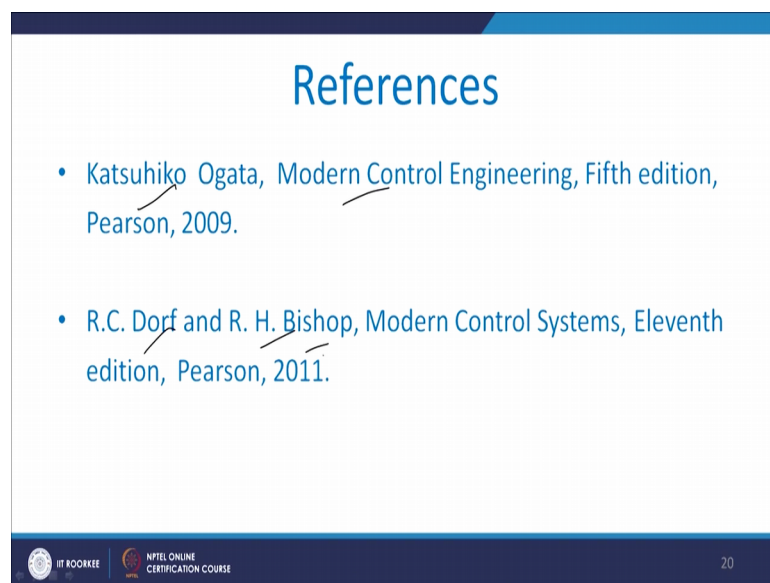 References
• Katsuhiko Ogata, Modern Control Engineering, Fifth edition,
Pearson, 2009.
• R.C. Dorf and R. H. Bishop, Modern Control Systems, Eleventh
edition, Pearson, 2011.
IIT ROORKEE
NPTEL ONLINE
CERTIFICATION COURSE
20